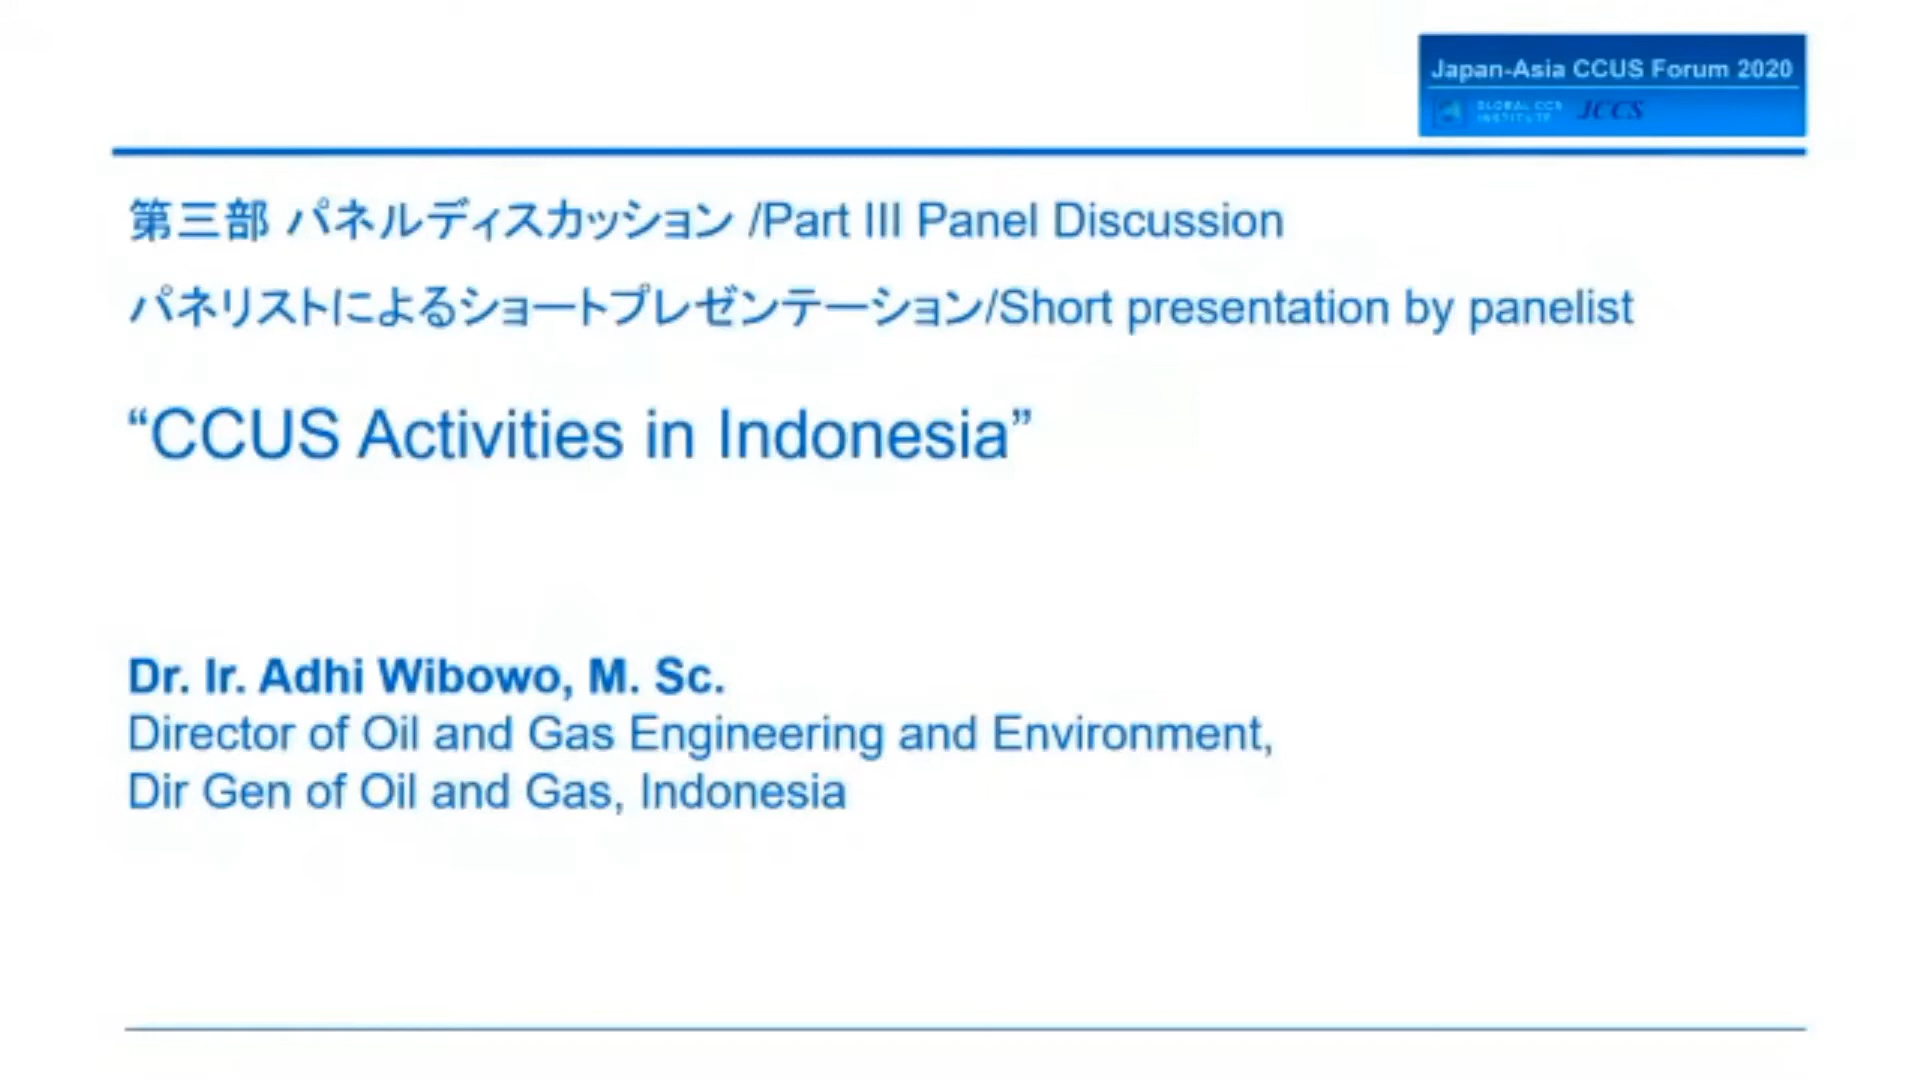 Japan-Asia CCUS Forum 2020
GLOBAL CCS
INSTITUTE
JCCS
第三部 パネルディスカッション /Part III Panel Discussion
パネリストによるショートプレゼンテーション/Short presentation by panelist
“CCUS Activities in Indonesia”
Dr. Ir. Adhi Wibowo, M. Sc.
Director of Oil and Gas Engineering and Environment,
Dir Gen of Oil and Gas, Indonesia